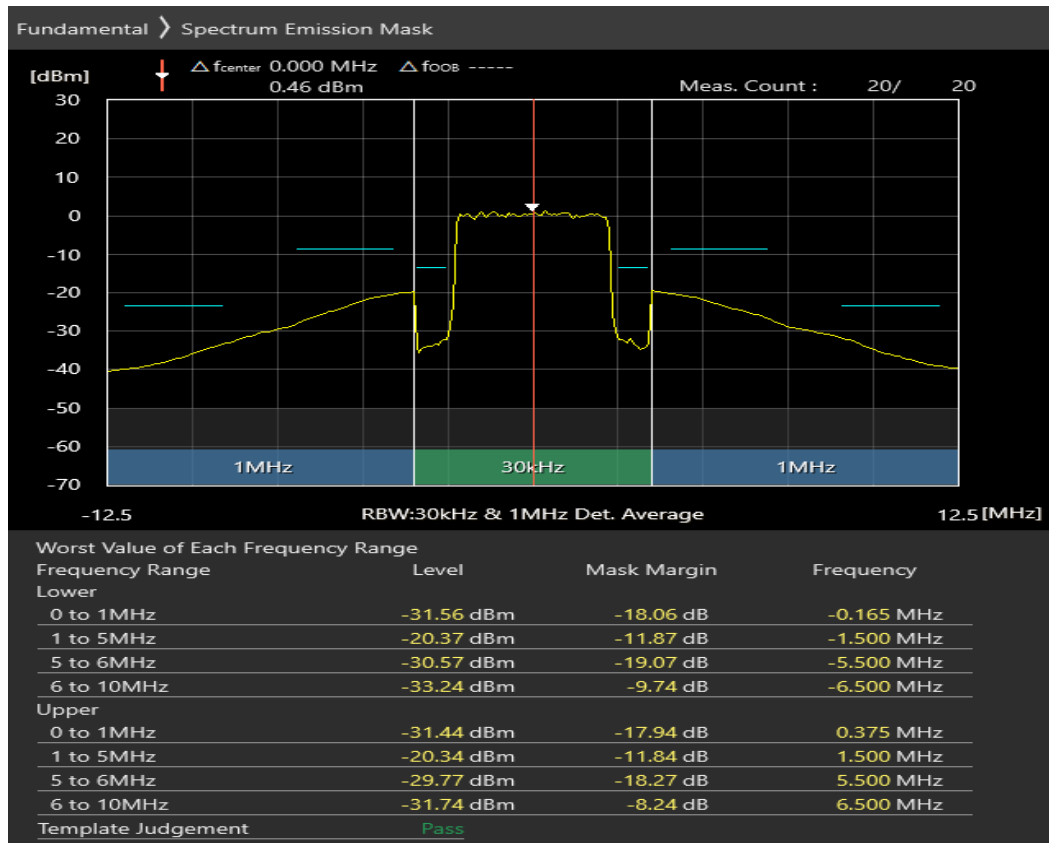 Fundamental ❯ Spectrum Emission Mask
[dBm] △ fcenter 0.000 MHz △ fOOB -----
0.46 dBm Meas. Count : 20/ 20
30
20
10
0
-10
-20
-30
-40
-50
-60
-70
1MHz 30kHz 1MHz
-12.5 RBW:30kHz & 1MHz Det. Average 12.5 [MHz]
Worst Value of Each Frequency Range
Frequency Range Level Mask Margin Frequency
Lower
0 to 1MHz -31.56 dBm -18.06 dB -0.165 MHz
1 to 5MHz -20.37 dBm -11.87 dB -1.500 MHz
5 to 6MHz -30.57 dBm -19.07 dB -5.500 MHz
6 to 10MHz -33.24 dBm -9.74 dB -6.500 MHz
Upper
0 to 1MHz -31.44 dBm -17.94 dB 0.375 MHz
1 to 5MHz -20.34 dBm -11.84 dB 1.500 MHz
5 to 6MHz -29.77 dBm -18.27 dB 5.500 MHz
6 to 10MHz -31.74 dBm -8.24 dB 6.500 MHz
Template Judgement Pass